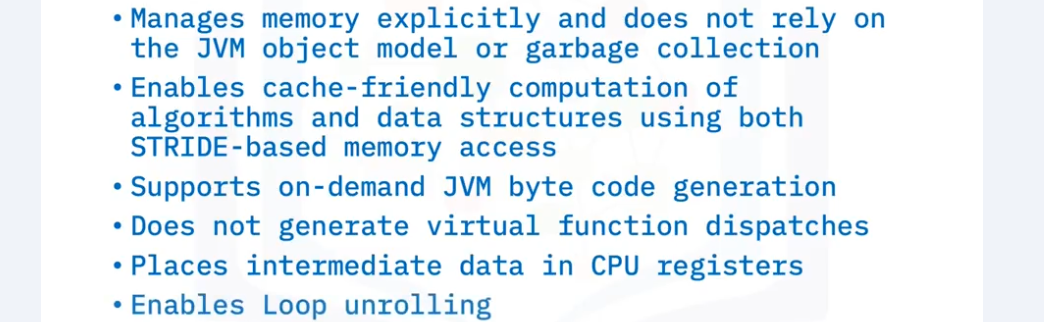 • Manages memory explicitly and does not rely on
the JVM object model or garbage collection
• Enables cache-friendly computation of
algorithms and data structures using both
STRIDE-based memory access
• Supports on-demand JVM byte code generation
• Does not generate virtual function dispatches
• Places intermediate data in CPU registers
• Enables Loop unrolling